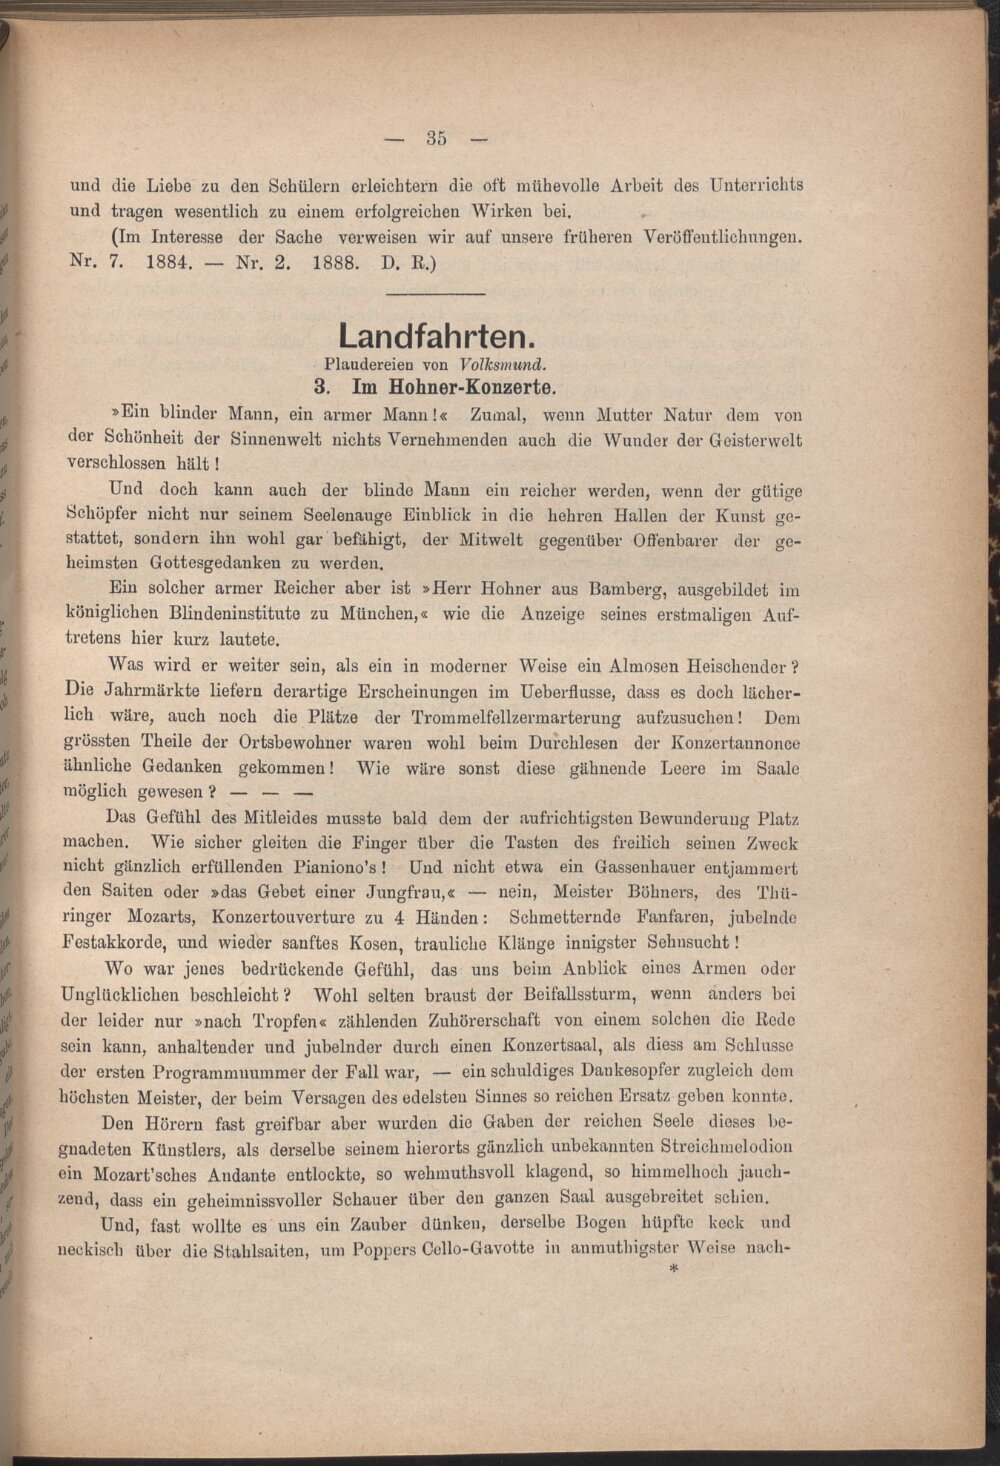 — 35 —
und die Liebe zu den Schülern erleichtern die oft mühevolle Arbeit des Unterrichts
und tragen wesentlich zu einem erfolgreichen Wirken bei.
(Im Interesse der Sache verweisen wir auf unsere früheren Veröffentlichungen.
Nr. 7. 1884. — Nr. 2. 1888. D. R.)
Landfahrten.
Plaudereien von Volksmund.
3. Im Hohner-Konzerte.
»Ein blinder Mann, ein armer Mann!« Zumal, wenn Mutter Natur dem von
der Schönheit der Sinnenwelt nichts Vernehmenden auch die Wunder der Geisterwelt
verschlossen hält!
Und doch kann auch der blinde Mann ein reicher werden, wenn der gütige
Schöpfer nicht nur seinem Seelenauge Einblick in die hehren Hallen der Kunst ge-
stattet, sondern ihn wohl gar befähigt, der Mitwelt gegenüber Offenbarer der ge-
heimsten Gottesgedanken zu werden.
Ein solcher armer Reicher aber ist »Herr Hohner aus Bamberg, ausgebildet im
königlichen Blindeninstitute zu München,« wie die Anzeige seines erstmaligen Auf-
tretens hier kurz lautete.
Was wird er weiter sein, als ein in moderner Weise ein Almosen Heischender?
Die Jahrmärkte liefern derartige Erscheinungen im Ueberflusse, dass es doch lächer-
lich wäre, auch noch die Plätze der Trommelfellzermarterung aufzusuchen! Dem
grössten Theile der Ortsbewohner waren wohl beim Durchlesen der Konzertannonce
ähnliche Gedanken gekommen! Wie wäre sonst diese gähnende Leere im Saale
möglich gewesen? — — —
Das Gefühl des Mitleides musste bald dem der aufrichtigsten Bewunderung Platz
machen. Wie sicher gleiten die Finger über die Tasten des freilich seinen Zweck
nicht gänzlich erfüllenden Pianiono's! Und nicht etwa ein Gassenhauer entjammert
den Saiten oder »das Gebet einer Jungfrau,« — nein, Meister Böhners, des Thü-
ringer Mozarts, Konzertouverture zu 4 Händen: Schmetternde Fanfaren, jubelnde
Festakkorde, und wieder sanftes Kosen, trauliche Klänge innigster Sehnsucht!
Wo war jenes bedrückende Gefühl, das uns beim Anblick eines Armen oder
Unglücklichen beschleicht? Wohl selten braust der Beifallssturm, wenn anders bei
der leider nur »nach Tropfen« zählenden Zuhörerschaft von einem solchen die Rede
sein kann, anhaltender und jubelnder durch einen Konzertsaal, als diess am Schlusse
der ersten Programmnummer der Fall war, — ein schuldiges Dankesopfer zugleich dem
höchsten Meister, der beim Versagen des edelsten Sinnes so reichen Ersatz geben konnte.
Den Hörern fast greifbar aber wurden die Gaben der reichen Seele dieses be-
gnadeten Künstlers, als derselbe seinem hierorts gänzlich unbekannten Streichmelodion
ein Mozart'sches Andante entlockte, so wehmuthsvoll klagend, so himmelhoch jauch-
zend, dass ein geheimnissvoller Schauer über den ganzen Saal ausgebreitet schien.
Und, fast wollte es uns ein Zauber dünken, derselbe Bogen hüpfte keck und
neckisch über die Stahlsaiten, um Poppers Cello-Gavotte in anmuthigster Weise nach-
*